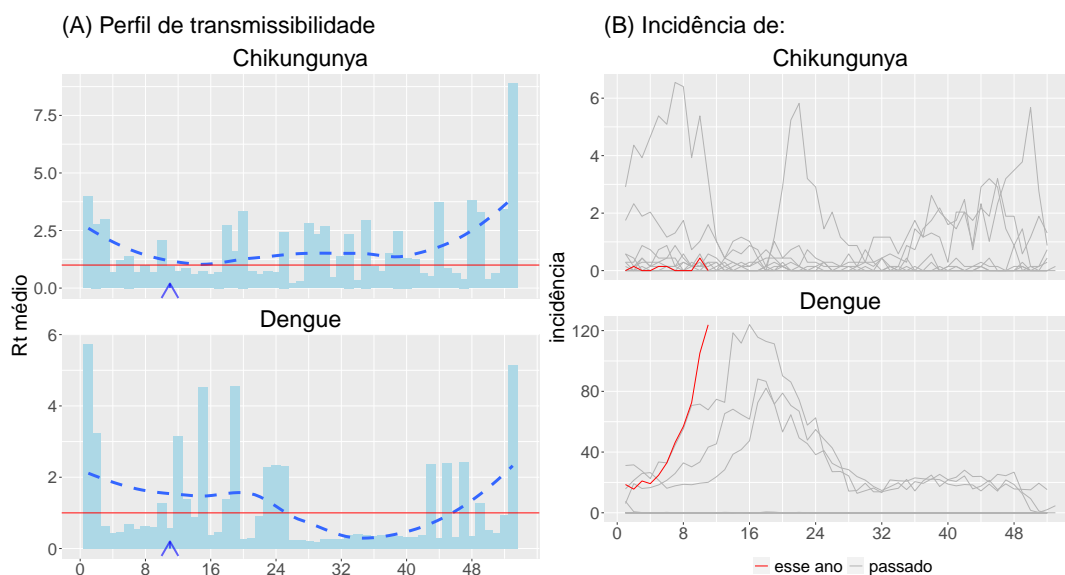 (A) Perfil de transmissibilidade
Chikungunya
7.5
5.0
2.5
0.0
Dengue
6
4
2
0
0 8 16 24 32 40 48
Rt médio
(B) Incidência de:
Chikungunya
6
4
2
0
Dengue
120
80
40
0
0 8 16 24 32 40 48
incidência
esse ano passado